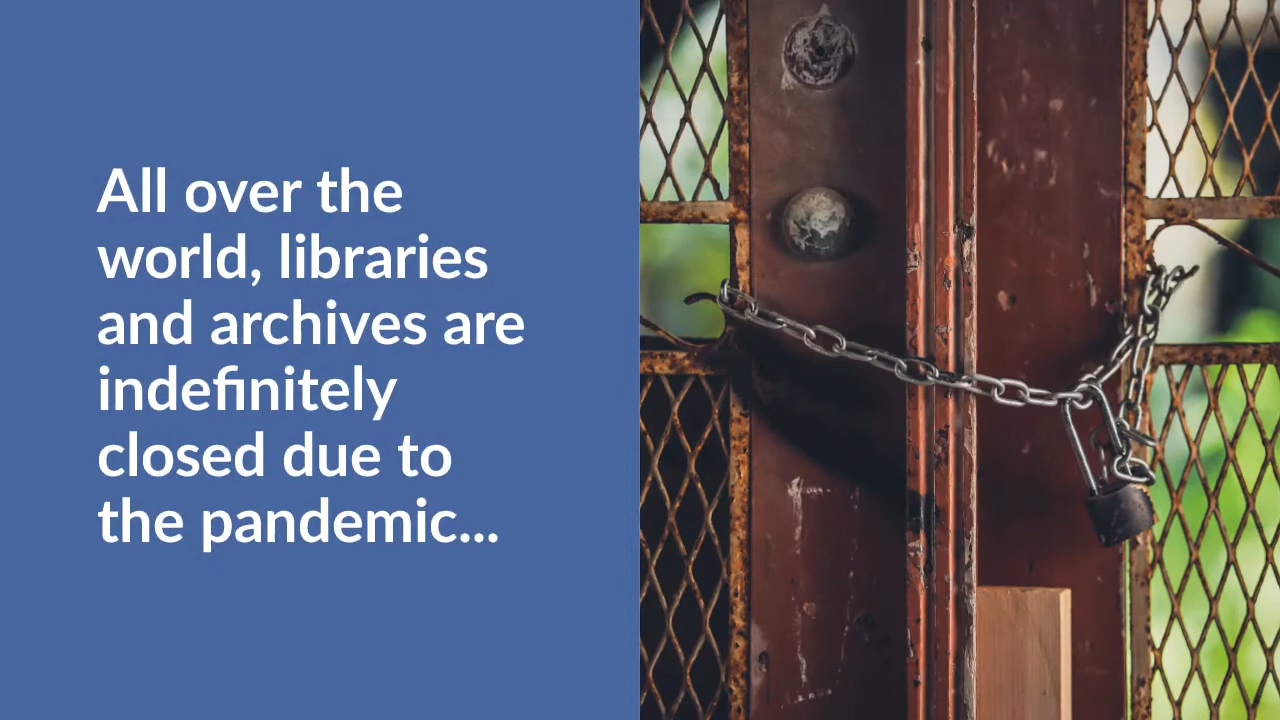 All over the
world, libraries
and archives are
indefinitely
closed due to
the pandemic...